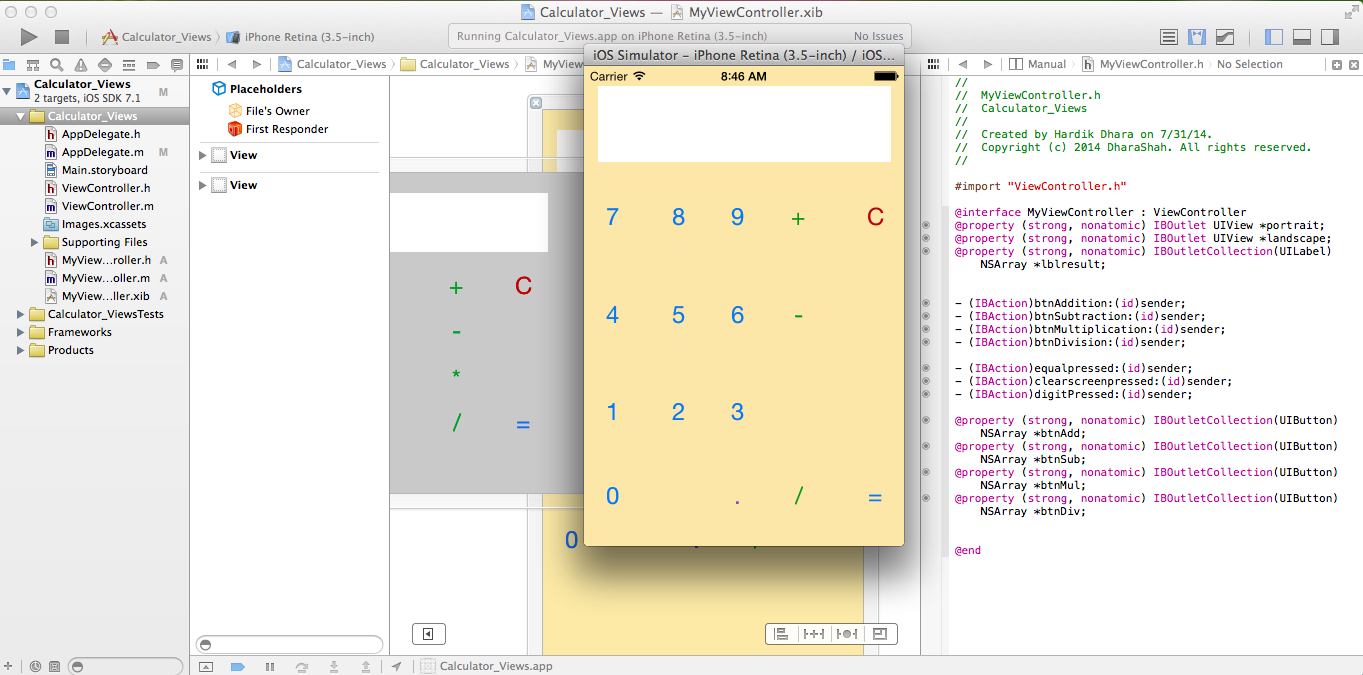 Calculator_Views — MyViewController.xib
Calculator_Views
iPhone Retina (3.5-inch)
Running Calculator_Views.app on iPhone Retina (3.5-inch)
No Issues
Calculator_Views
Calculator_Views
MyView
Manual
MyViewController.h
No Selection
Calculator_Views
M
2 targets, iOS SDK 7.1
Calculator_Views
AppDelegate.h
AppDelegate.m
M
Main.storyboard
ViewController.h
ViewController.m
Images.xcassets
Supporting Files
MyView...roller.h
A
MyView...oller.m
A
MyView...ller.xib
A
Calculator_ViewsTests
Frameworks
Products
Placeholders
File's Owner
First Responder
View
View
+ C
-
*
/ =
0
iOS Simulator – iPhone Retina (3.5-inch) / iOS...
Carrier
8:46 AM
7 8 9 + C
4 5 6 -
1 2 3
0 . / =
//
// MyViewController.h
// Calculator_Views
//
// Created by Hardik Dhara on 7/31/14.
// Copyright (c) 2014 DharaShah. All rights reserved.
//
#import "ViewController.h"
@interface MyViewController : ViewController
@property (strong, nonatomic) IBOutlet UIView *portrait;
@property (strong, nonatomic) IBOutlet UIView *landscape;
@property (strong, nonatomic) IBOutletCollection(UILabel)
NSArray *lblresult;
- (IBAction)btnAddition:(id)sender;
- (IBAction)btnSubtraction:(id)sender;
- (IBAction)btnMultiplication:(id)sender;
- (IBAction)btnDivision:(id)sender;
- (IBAction)equalpressed:(id)sender;
- (IBAction)clearscreenpressed:(id)sender;
- (IBAction)digitPressed:(id)sender;
@property (strong, nonatomic) IBOutletCollection(UIButton)
NSArray *btnAdd;
@property (strong, nonatomic) IBOutletCollection(UIButton)
NSArray *btnSub;
@property (strong, nonatomic) IBOutletCollection(UIButton)
NSArray *btnMul;
@property (strong, nonatomic) IBOutletCollection(UIButton)
NSArray *btnDiv;
@end
Calculator_Views.app